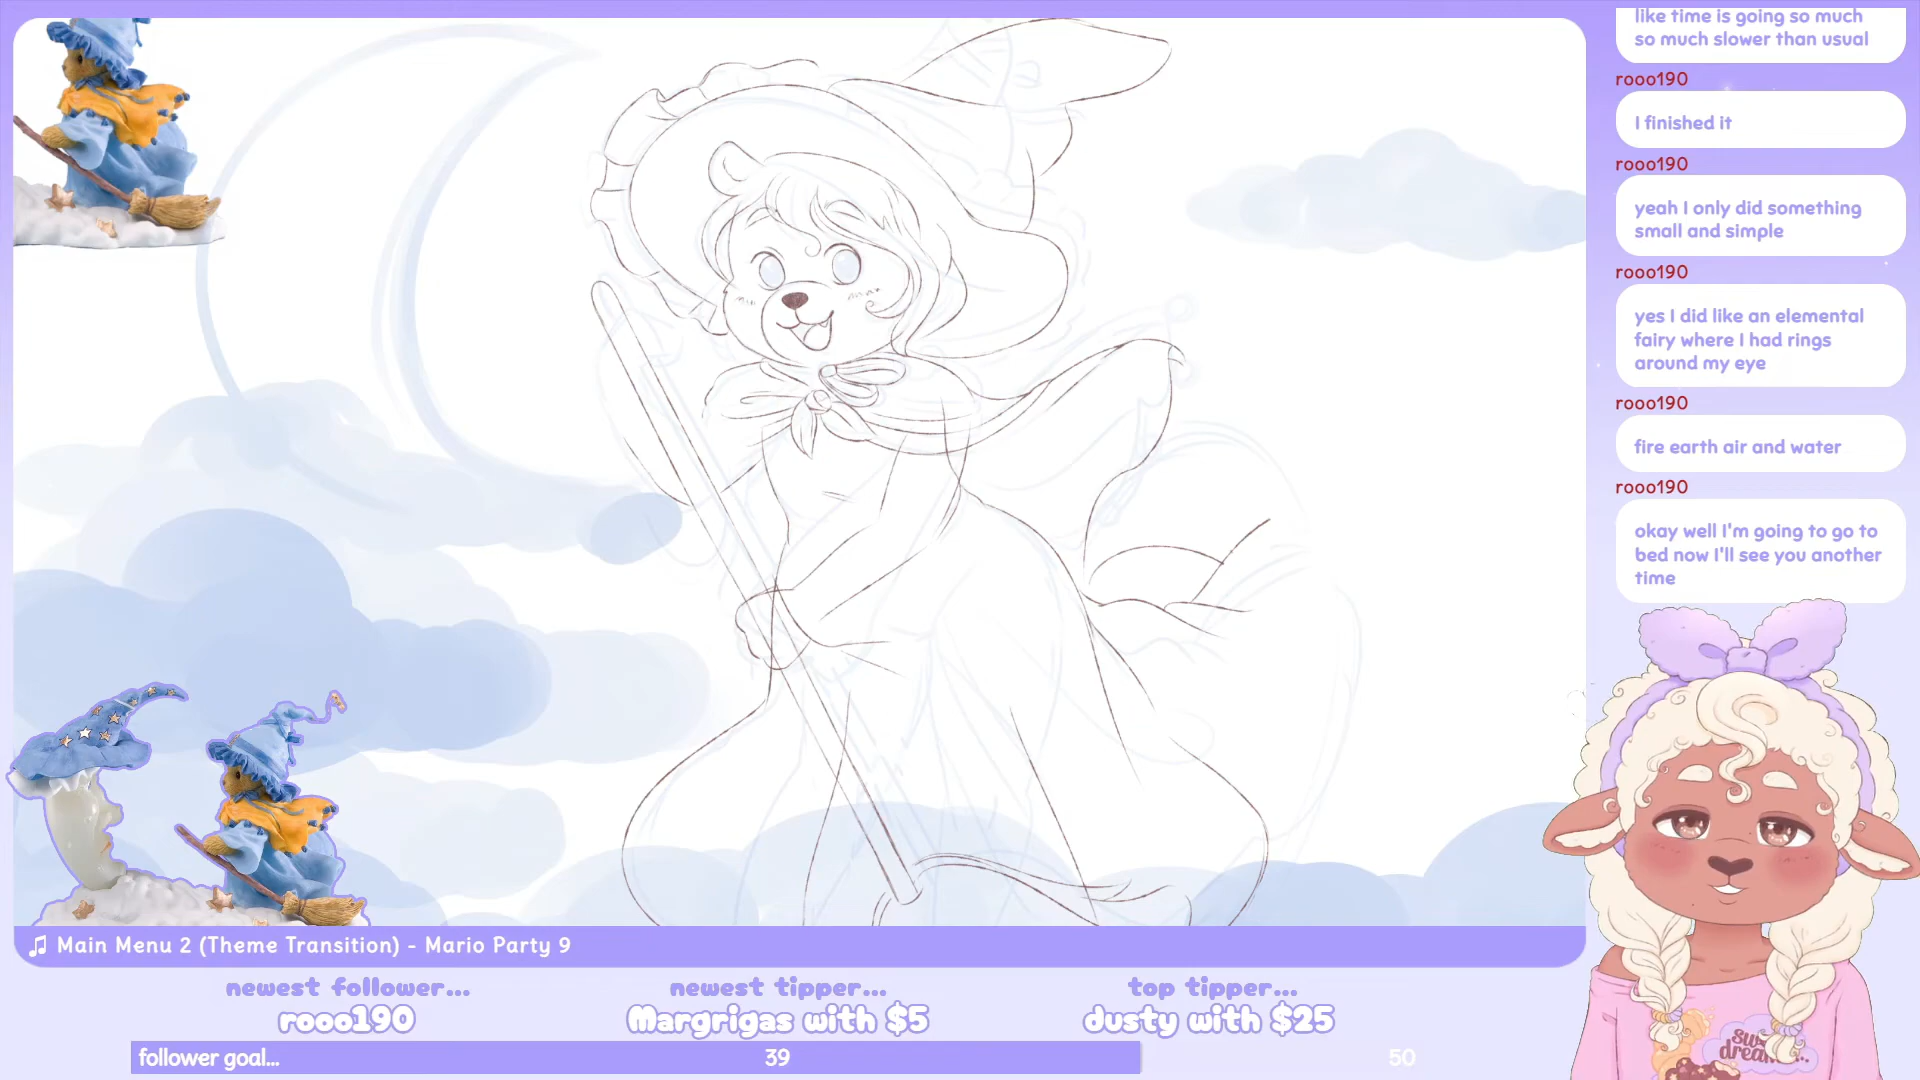 like time is going so much
so much slower than usual
rooo190
I finished it
rooo190
yeah I only did something
small and simple
rooo190
yes I did like an elemental
fairy where I had rings
around my eye
rooo190
fire earth air and water
rooo190
okay well I'm going to go to
bed now I'll see you another
time
Main Menu 2 (Theme Transition) - Mario Party 9
newest follower...
rooo190
newest tipper...
Margrigas with $5
top tipper...
dusty with $25
follower goal...
39
50